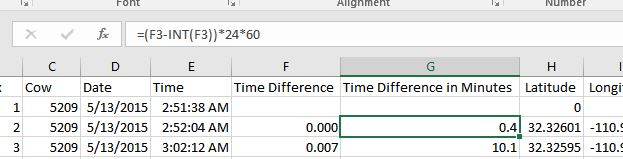 Font Alignment Number
fx =(F3-INT(F3))*24*60
C D E F G H I
Cow Date Time Time Difference Time Difference in Minutes Latitude Longi
1 5209 5/13/2015 2:51:38 AM 0
2 5209 5/13/2015 2:52:04 AM 0.000 0.4 32.32601 -110.9
3 5209 5/13/2015 3:02:12 AM 0.007 10.1 32.32595 -110.9